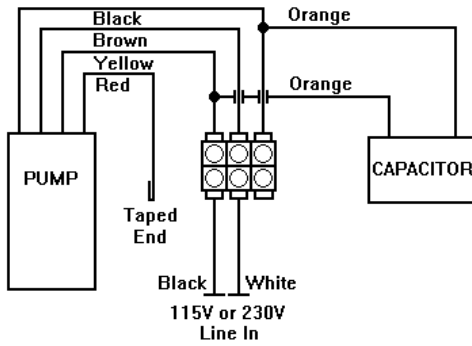 Orange
Black
Brown
Yellow
Orange
Red
PUMP
CAPACITOR
Taped
End
Black
White
115V or 230V
Line In